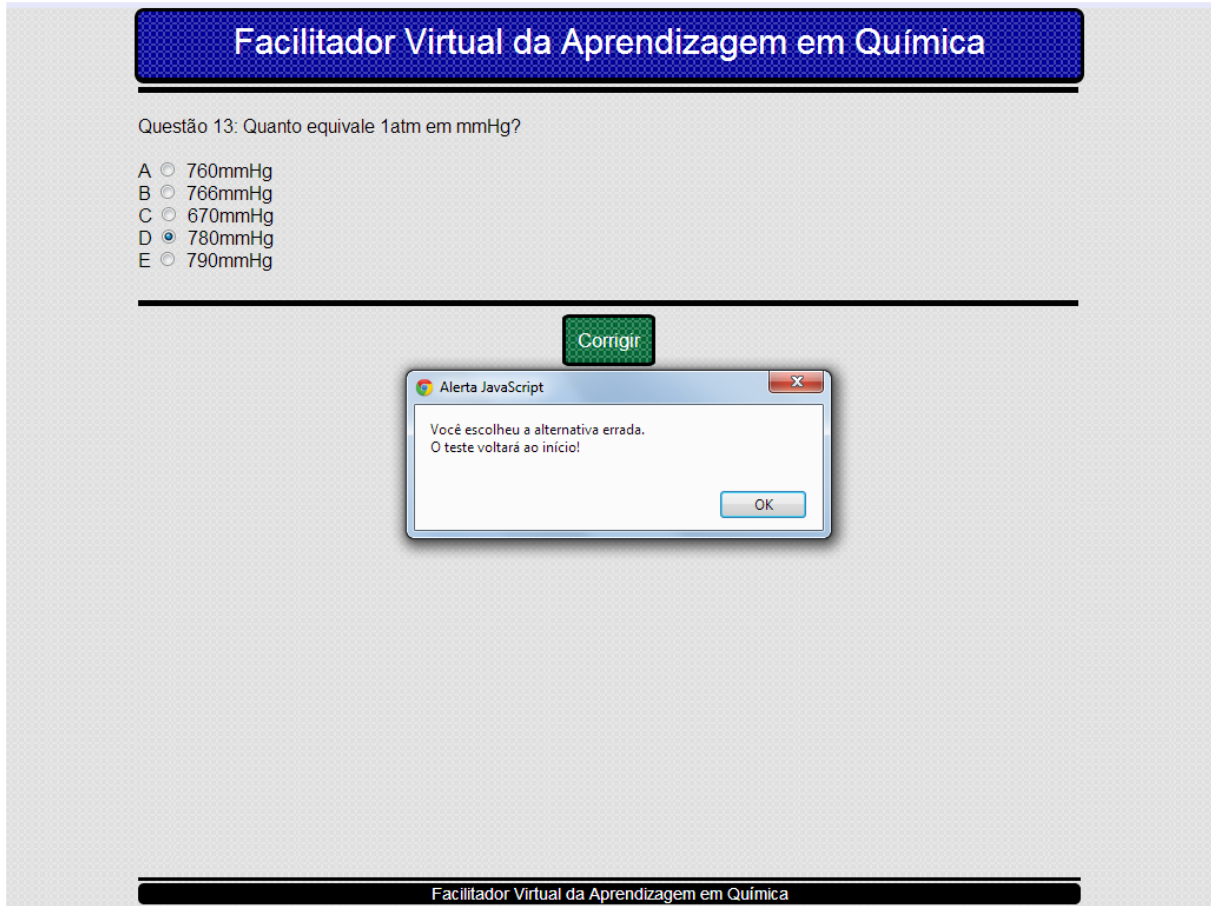 Facilitador Virtual da Aprendizagem em Química
Questão 13: Quanto equivale 1atm em mmHg?
A 760mmHg
B 766mmHg
C 670mmHg
D 780mmHg
E 790mmHg
Corrigir
Alerta JavaScript
Você escolheu a alternativa errada.
O teste voltará ao início!
OK
Facilitador Virtual da Aprendizagem em Química